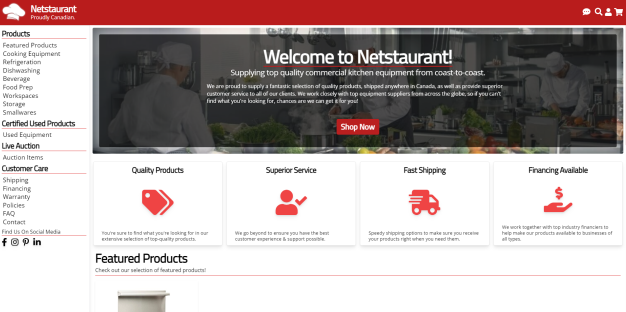 Netstaurant
Proudly Canadian.
Products
Featured Products
Cooking Equipment
Refrigeration
Dishwashing
Beverage
Food Prep
Workspaces
Storage
Smallwares
Certified Used Products
Used Equipment
Live Auction
Auction Items
Customer Care
Shipping
Financing
Warranty
Policies
FAQ
Contact
Find Us On Social Media
Welcome to Netstaurant!
Supplying top quality commercial kitchen equipment from coast-to-coast.
We are proud to supply a fantastic selection of quality products, shipped anywhere in Canada, as well as provide superior
customer service to all of our clients. We work closely with top equipment suppliers from across the globe, so if you can't
find what you're looking for, chances are we can get it for you!
Shop Now
Quality Products
You're sure to find what you're looking for in our
extensive selection of top-quality products.
Superior Service
We go beyond to ensure you have the best
customer experience & support possible.
Fast Shipping
Speedy shipping options to make sure you receive
your products right when you need them.
Financing Available
We work together with top industry financiers to
help make our products available to businesses of
all types.
Featured Products
Check out our selection of featured products!